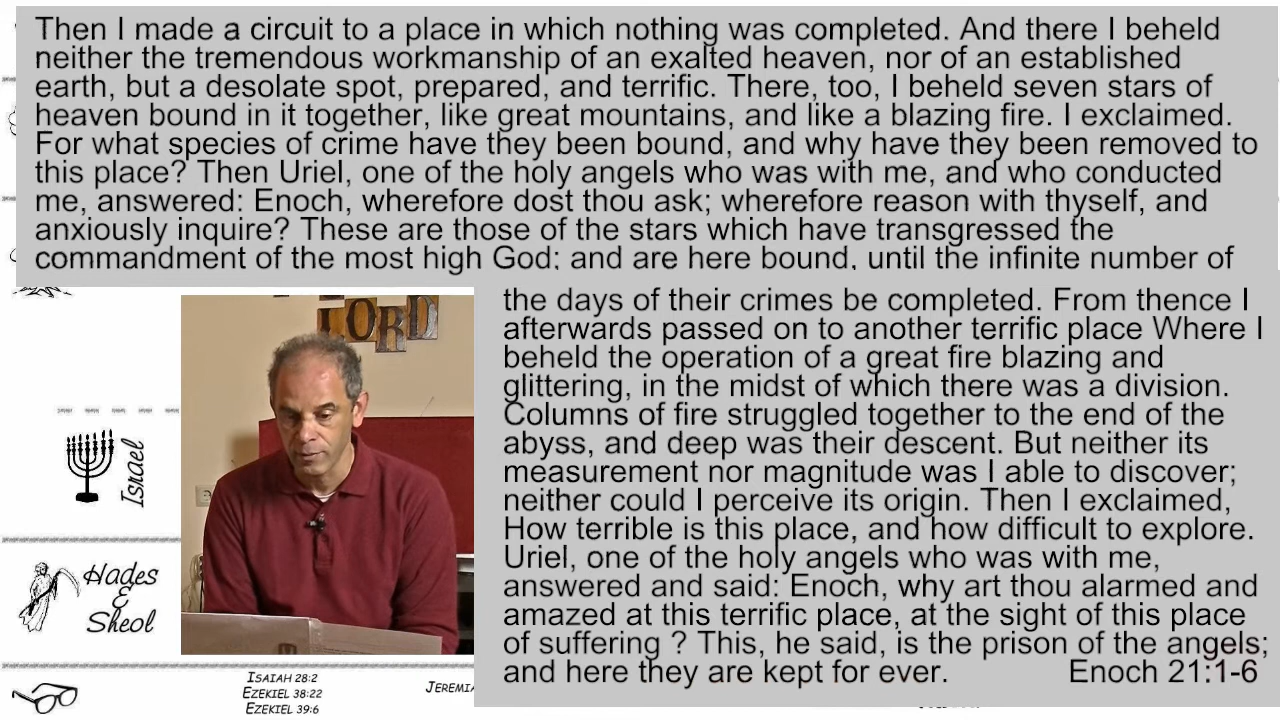 Then I made a circuit to a place in which nothing was completed. And there I beheld
neither the tremendous workmanship of an exalted heaven, nor of an established
earth, but a desolate spot, prepared, and terrific. There, too, I beheld seven stars of
heaven bound in it together, like great mountains, and like a blazing fire. I exclaimed.
For what species of crime have they been bound, and why have they been removed to
this place? Then Uriel, one of the holy angels who was with me, and who conducted
me, answered: Enoch, wherefore dost thou ask; wherefore reason with thyself, and
anxiously inquire? These are those of the stars which have transgressed the
commandment of the most high God; and are here bound, until the infinite number of
the days of their crimes be completed. From thence I
afterwards passed on to another terrific place Where I
beheld the operation of a great fire blazing and
glittering, in the midst of which there was a division.
Columns of fire struggled together to the end of the
abyss, and deep was their descent. But neither its
measurement nor magnitude was I able to discover;
neither could I perceive its origin. Then I exclaimed,
How terrible is this place, and how difficult to explore.
Uriel, one of the holy angels who was with me,
answered and said: Enoch, why art thou alarmed and
amazed at this terrific place, at the sight of this place
of suffering ? This, he said, is the prison of the angels;
and here they are kept for ever. Enoch 21:1-6
LORD
Israel
Hades
&
Sheol
ISAIAH 28:2
EZEKIEL 38:22
EZEKIEL 39:6
JEREMIA